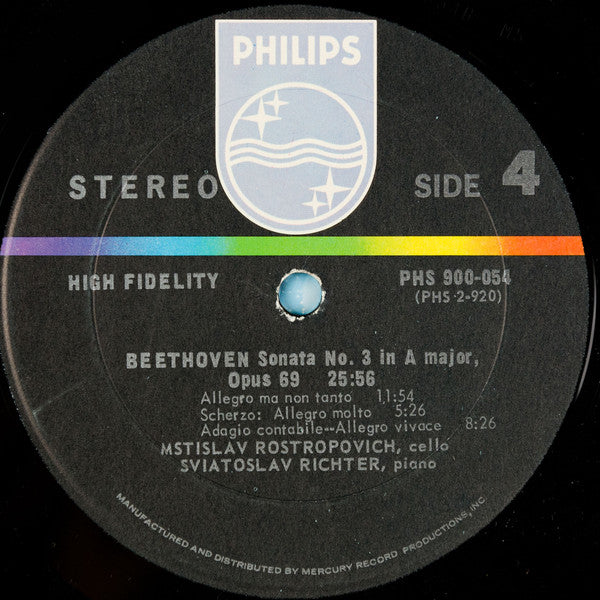 PHILIPS
STEREO
SIDE 4
HIGH FIDELITY
PHS 900-054
(PHS 2-920)
BEETHOVEN Sonata No. 3 in A major,
Opus 69 25:56
Allegro ma non tanto 11:54
Scherzo: Allegro molto 5:26
Adagio contabile--Allegro vivace 8:26
MSTISLAV ROSTROPOVICH, cello
SVIATOSLAV RICHTER, piano
MANUFACTURED AND DISTRIBUTED BY MERCURY RECORD PRODUCTIONS, INC.